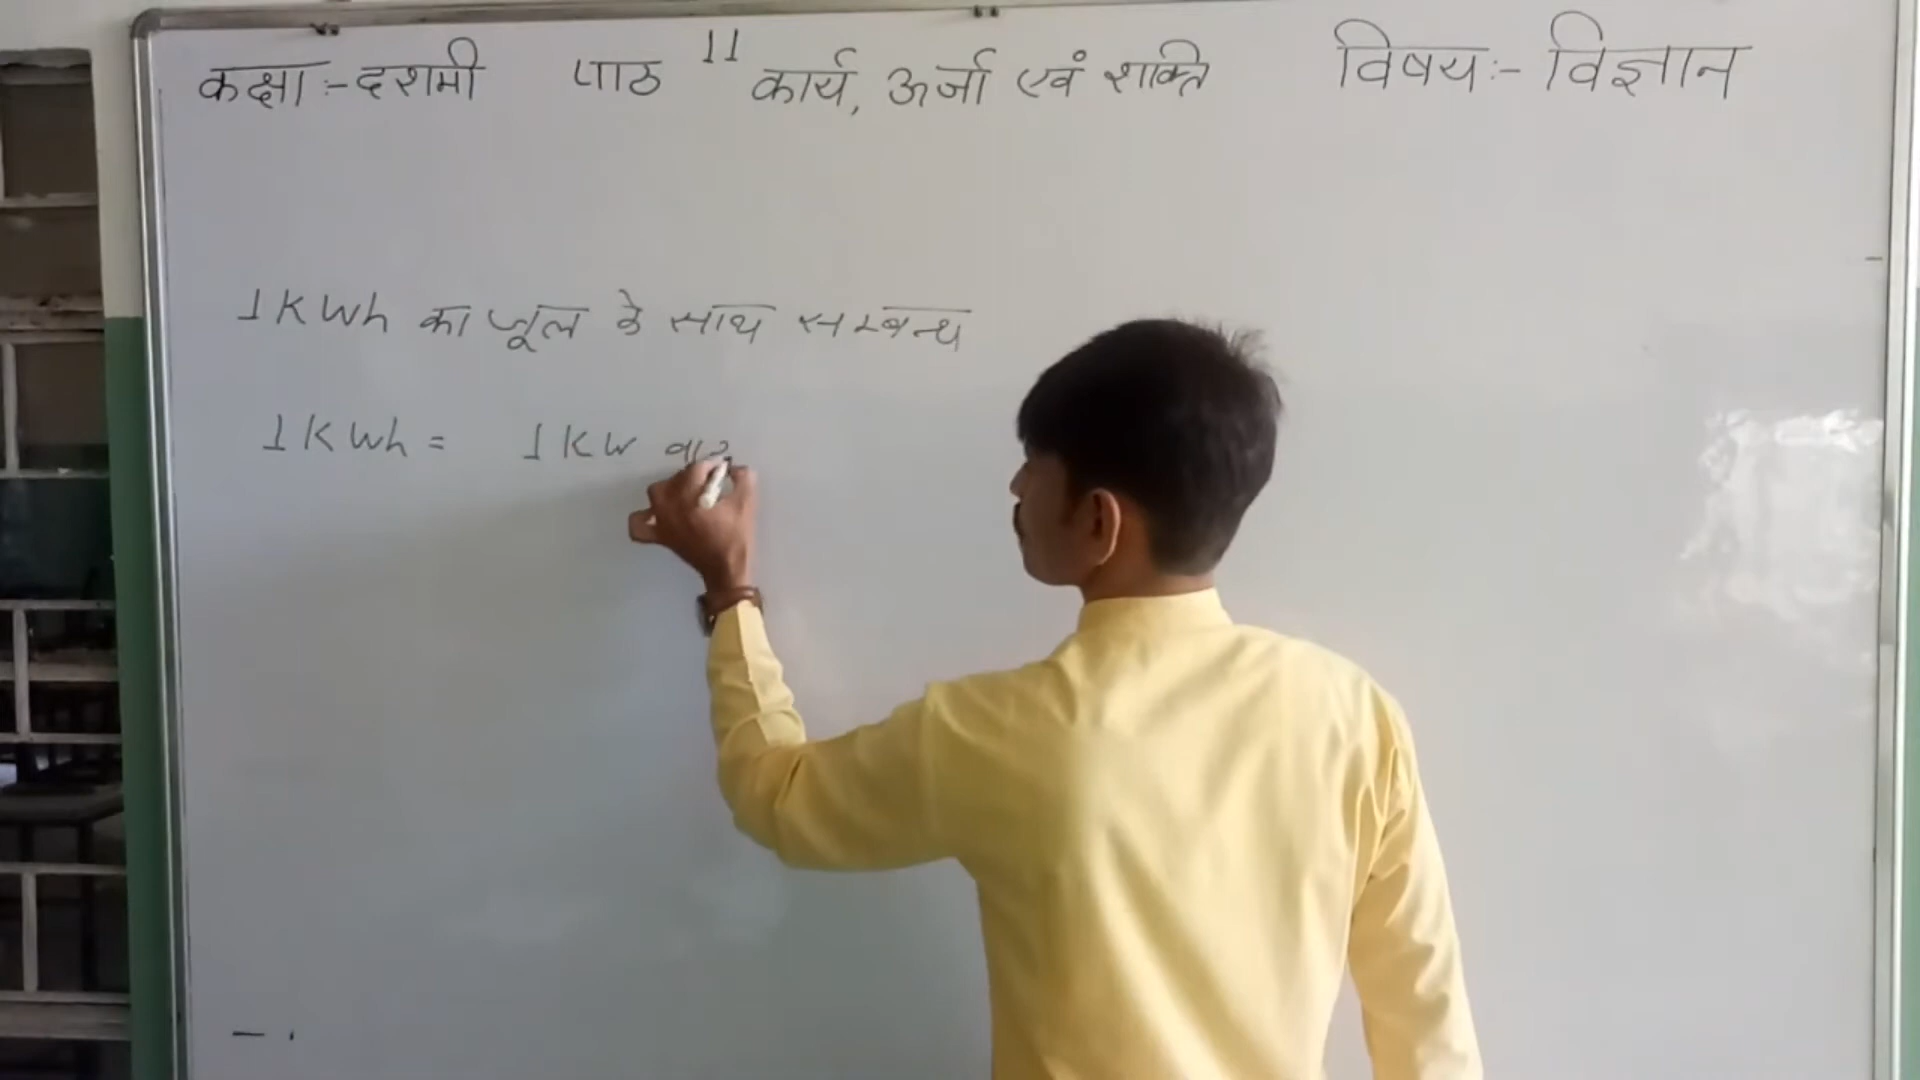 कक्षा :- दशमी पाठ 11 कार्य, ऊर्जा एवं शक्ति विषय :- विज्ञान
1 KWh का जूल के साथ सम्बन्ध
1 KWh = 1 KW